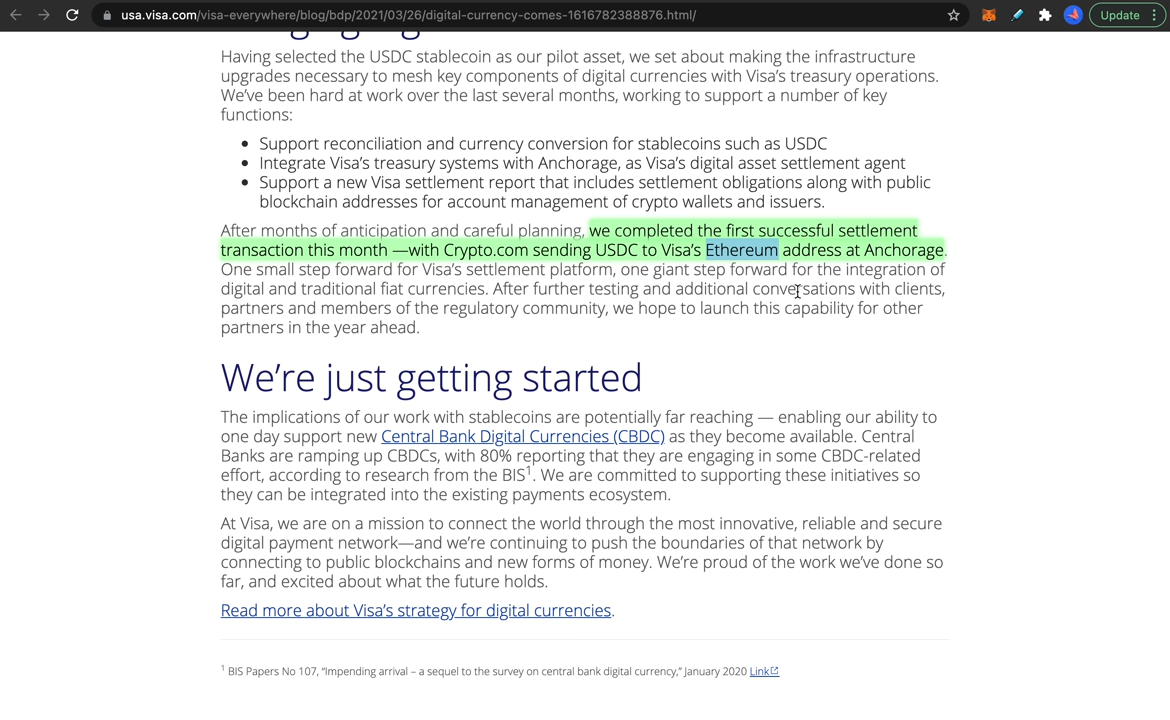 usa.visa.com/visa-everywhere/blog/bdp/2021/03/26/digital-currency-comes-1616782388876.html/
Update
Having selected the USDC stablecoin as our pilot asset, we set about making the infrastructure
upgrades necessary to mesh key components of digital currencies with Visa’s treasury operations.
We’ve been hard at work over the last several months, working to support a number of key
functions:
• Support reconciliation and currency conversion for stablecoins such as USDC
• Integrate Visa’s treasury systems with Anchorage, as Visa’s digital asset settlement agent
• Support a new Visa settlement report that includes settlement obligations along with public
blockchain addresses for account management of crypto wallets and issuers.
After months of anticipation and careful planning, we completed the first successful settlement
transaction this month —with Crypto.com sending USDC to Visa’s Ethereum address at Anchorage.
One small step forward for Visa’s settlement platform, one giant step forward for the integration of
digital and traditional fiat currencies. After further testing and additional conversations with clients,
partners and members of the regulatory community, we hope to launch this capability for other
partners in the year ahead.
We’re just getting started
The implications of our work with stablecoins are potentially far reaching — enabling our ability to
one day support new Central Bank Digital Currencies (CBDC) as they become available. Central
Banks are ramping up CBDCs, with 80% reporting that they are engaging in some CBDC-related
effort, according to research from the BIS¹. We are committed to supporting these initiatives so
they can be integrated into the existing payments ecosystem.
At Visa, we are on a mission to connect the world through the most innovative, reliable and secure
digital payment network—and we’re continuing to push the boundaries of that network by
connecting to public blockchains and new forms of money. We’re proud of the work we’ve done so
far, and excited about what the future holds.
Read more about Visa’s strategy for digital currencies.
¹ BIS Papers No 107, “Impending arrival – a sequel to the survey on central bank digital currency,” January 2020 Link